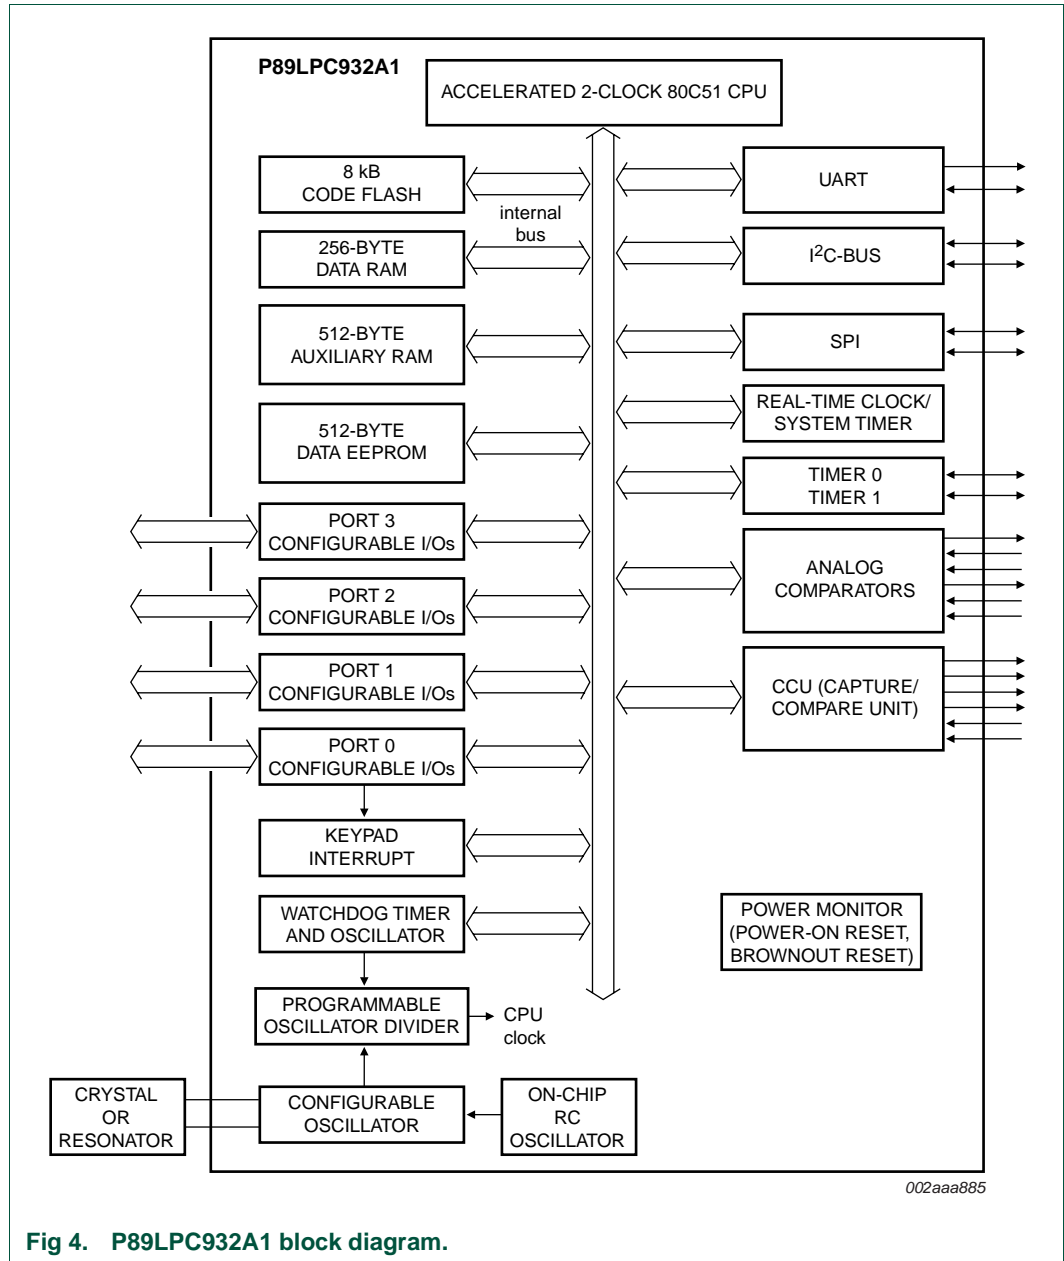 P89LPC932A1
ACCELERATED 2-CLOCK 80C51 CPU
8 kB
CODE FLASH
internal
bus
256-BYTE
DATA RAM
512-BYTE
AUXILIARY RAM
512-BYTE
DATA EEPROM
PORT 3
CONFIGURABLE I/Os
PORT 2
CONFIGURABLE I/Os
PORT 1
CONFIGURABLE I/Os
PORT 0
CONFIGURABLE I/Os
KEYPAD
INTERRUPT
WATCHDOG TIMER
AND OSCILLATOR
PROGRAMMABLE
OSCILLATOR DIVIDER
CPU
clock
CRYSTAL
OR
RESONATOR
CONFIGURABLE
OSCILLATOR
ON-CHIP
RC
OSCILLATOR
UART
I2C-BUS
SPI
REAL-TIME CLOCK/
SYSTEM TIMER
TIMER 0
TIMER 1
ANALOG
COMPARATORS
CCU (CAPTURE/
COMPARE UNIT)
POWER MONITOR
(POWER-ON RESET,
BROWNOUT RESET)
002aaa885
Fig 4. P89LPC932A1 block diagram.